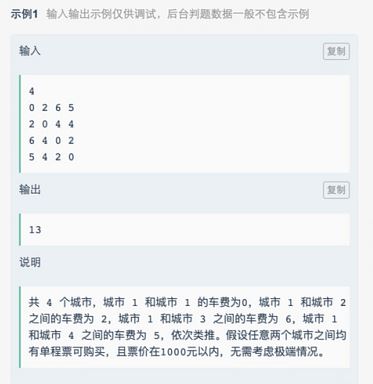 示例1 输入输出示例仅供调试，后台判题数据一般不包含示例
输入
复制
4
0 2 6 5
2 0 4 4
6 4 0 2
5 4 2 0
输出
复制
13
说明
共 4 个城市，城市 1 和城市 1 的车费为0，城市 1 和城市 2
之间的车费为 2，城市 1 和城市 3 之间的车费为 6，城市 1
和城市 4 之间的车费为 5，依次类推。假设任意两个城市之间均
有单程票可购买，且票价在1000元以内，无需考虑极端情况。